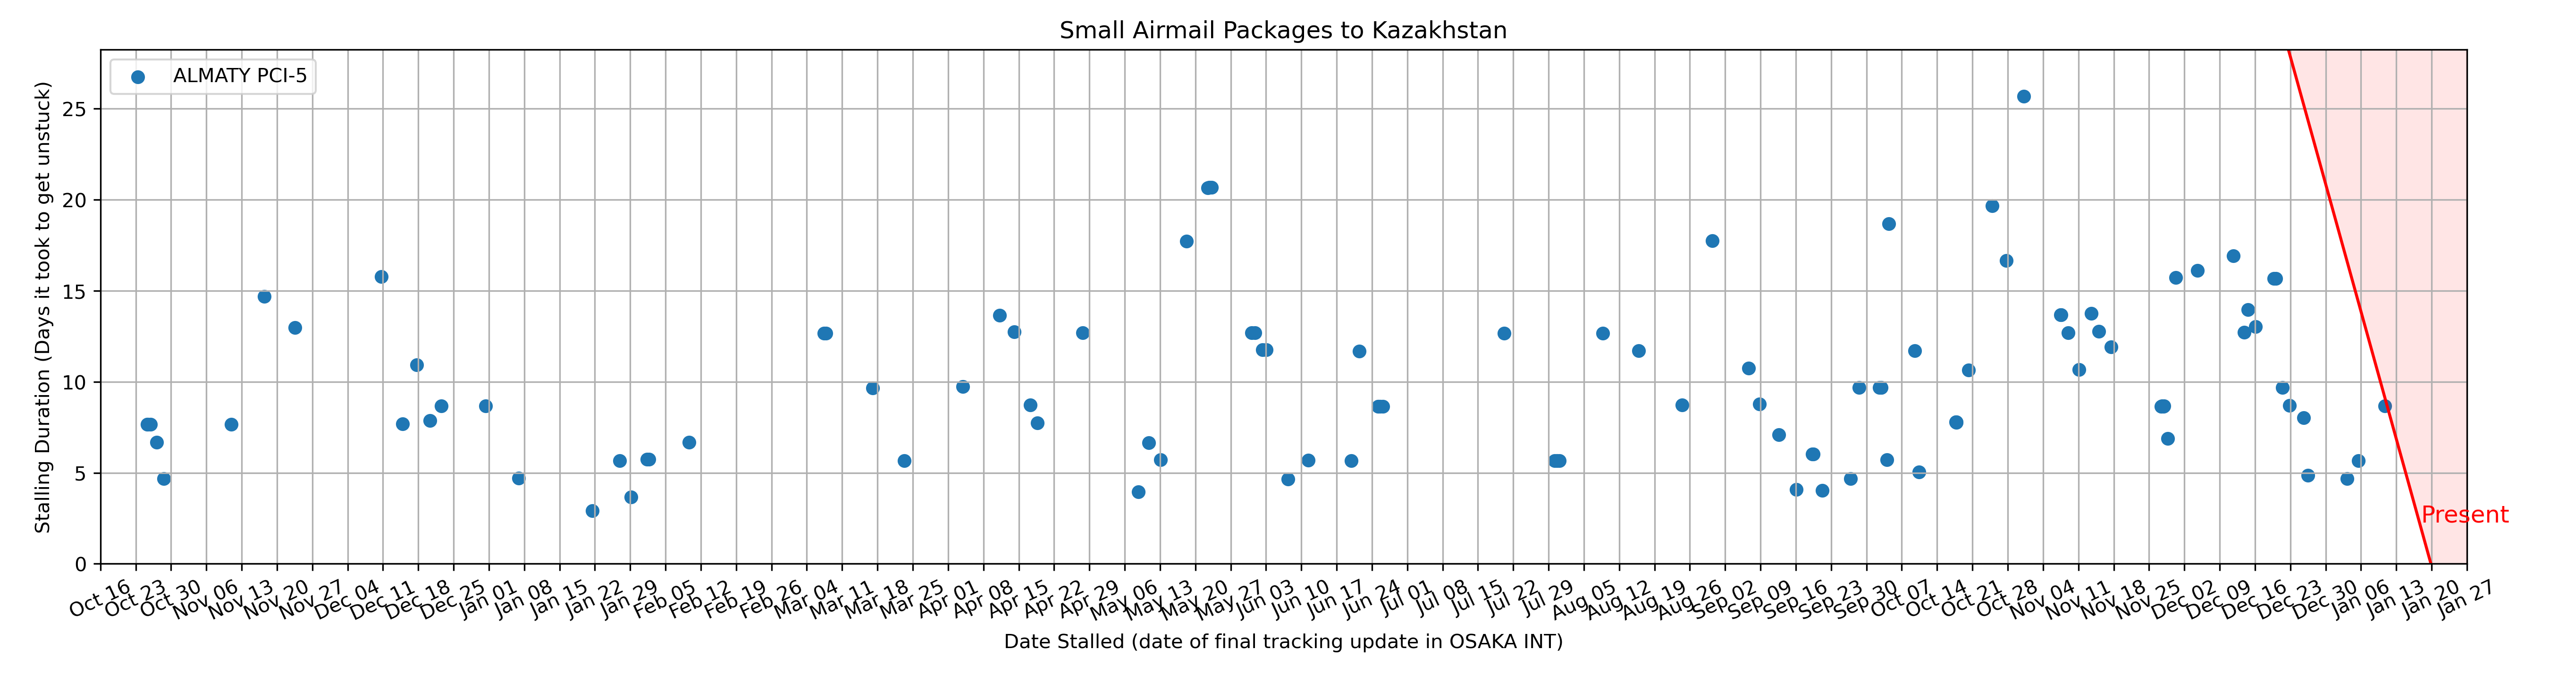 Small Airmail Packages to Kazakhstan
ALMATY PCI-5
Stalling Duration (Days it took to get unstuck)
25
20
15
10
5
0
Present
Oct 16 Oct 23 Oct 30 Nov 06 Nov 13 Nov 20 Nov 27 Dec 04 Dec 11 Dec 18 Dec 25 Jan 01 Jan 08 Jan 15 Jan 22 Jan 29 Feb 05 Feb 12 Feb 19 Feb 26 Mar 04 Mar 11 Mar 18 Mar 25 Apr 01 Apr 08 Apr 15 Apr 22 Apr 29 May 06 May 13 May 20 May 27 Jun 03 Jun 10 Jun 17 Jun 24 Jul 01 Jul 08 Jul 15 Jul 22 Jul 29 Aug 05 Aug 12 Aug 19 Aug 26 Sep 02 Sep 09 Sep 16 Sep 23 Sep 30 Oct 07 Oct 14 Oct 21 Oct 28 Nov 04 Nov 11 Nov 18 Nov 25 Dec 02 Dec 09 Dec 16 Dec 23 Dec 30 Jan 06 Jan 13 Jan 20 Jan 27
Date Stalled (date of final tracking update in OSAKA INT)